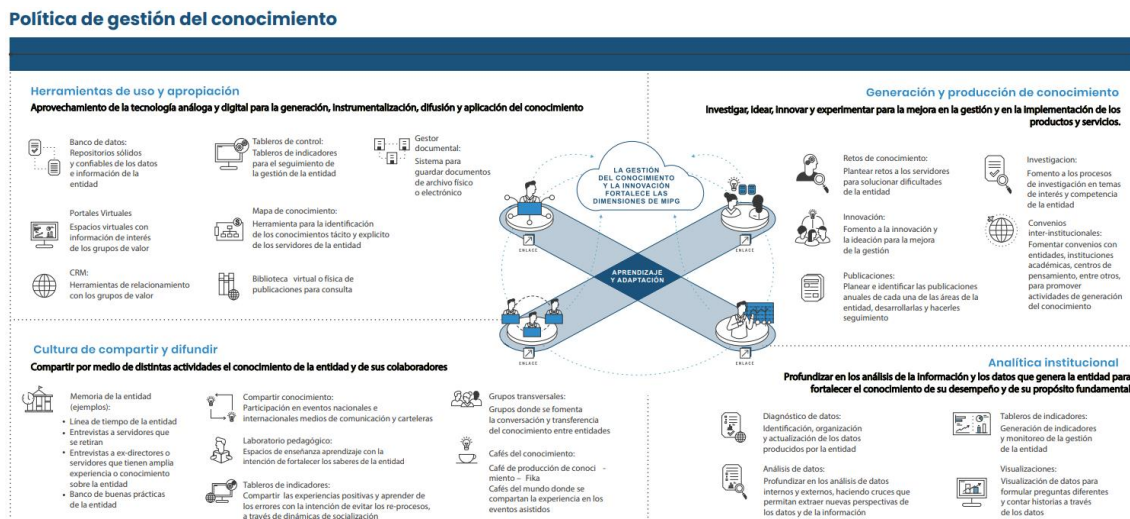 Política de gestión del conocimiento
Herramientas de uso y apropiación
Aprovechamiento de la tecnología análoga y digital para la generación, instrumentalización, difusión y aplicación del conocimiento
Banco de datos:
Repositorios sólidos
y confiables de los datos
e información de la
entidad
Tableros de control:
Tableros de indicadores
para el seguimiento de
la gestión de la entidad
Gestor
documental:
Sistema para
guardar documentos
de archivo físico
o electrónico
Portales Virtuales
Espacios virtuales con
información de interés
de los grupos de valor
Mapa de conocimiento:
Herramienta para la identificación
de los conocimientos tácito y explícito
de los servidores de la entidad
CRM:
Herramientas de relacionamiento
con los grupos de valor
Biblioteca virtual o física de
publicaciones para consulta
LA GESTIÓN
DEL CONOCIMIENTO
Y LA INNOVACIÓN
FORTALECE LAS
DIMENSIONES DE MIPG
ENLACE
ENLACE
APRENDIZAJE
Y ADAPTACIÓN
ENLACE
ENLACE
Generación y producción de conocimiento
Investigar, idear, innovar y experimentar para la mejora en la gestión y en la implementación de los
productos y servicios.
Retos de conocimiento:
Plantear retos a los servidores
para solucionar dificultades
de la entidad
Innovación:
Fomento a la innovación y
la ideación para la mejora
de la gestión
Publicaciones:
Planear e identificar las publicaciones
anuales de cada una de las áreas de la
entidad, desarrollarlas y hacerles
seguimiento
Investigacion:
Fomento a los procesos
de investigación en temas
de interés y competencia
de la entidad
Convenios
inter-institucionales:
Fomentar convenios con
entidades, instituciones
académicas, centros de
pensamiento, entre otros,
para promover
actividades de generación
del conocimiento
Cultura de compartir y difundir
Compartir por medio de distintas actividades el conocimiento de la entidad y de sus colaboradores
Memoria de la entidad
(ejemplos):
• Línea de tiempo de la entidad
• Entrevistas a servidores que
se retiran
• Entrevistas a ex-directores o
servidores que tienen amplia
experiencia o conocimiento
sobre la entidad
• Banco de buenas prácticas
de la entidad
Compartir conocimiento:
Participación en eventos nacionales e
internacionales medios de comunicación y carteleras
Laboratorio pedagógico:
Espacios de enseñanza aprendizaje con la
intención de fortalecer los saberes de la entidad
Tableros de indicadores:
Compartir las experiencias positivas y aprender de
los errores con la intención de evitar los re-procesos,
a través de dinámicas de socialización
Grupos transversales:
Grupos donde se fomenta
la conversación y transferencia
del conocimiento entre entidades
Cafés del conocimiento:
Café de producción de conoci -
miento – Fika
Cafés del mundo donde se
compartan la experiencia en los
eventos asistidos
Analítica institucional
Profundizar en los análisis de la información y los datos que genera la entidad para
fortalecer el conocimiento de su desempeño y de su propósito fundamental
Diagnóstico de datos:
Identificación, organización
y actualización de los datos
producidos por la entidad
Análisis de datos:
Profundizar en los análisis de datos
internos y externos, haciendo cruces que
permitan extraer nuevas perspectivas de
los datos y de la información
Tableros de indicadores:
Generación de indicadores
y monitoreo de la gestión
de la entidad
Visualizaciones:
Visualización de datos para
formular preguntas diferentes
y contar historias a través
de los datos